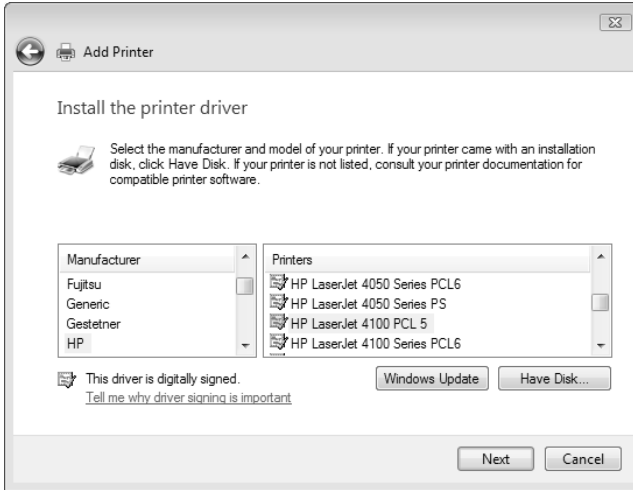 Add Printer
Install the printer driver
Select the manufacturer and model of your printer. If your printer came with an installation
disk, click Have Disk. If your printer is not listed, consult your printer documentation for
compatible printer software.
Manufacturer
Fujitsu
Generic
Gestetner
HP
Printers
HP LaserJet 4050 Series PCL6
HP LaserJet 4050 Series PS
HP LaserJet 4100 PCL 5
HP LaserJet 4100 Series PCL6
This driver is digitally signed.
Tell me why driver signing is important
Windows Update
Have Disk...
Next
Cancel